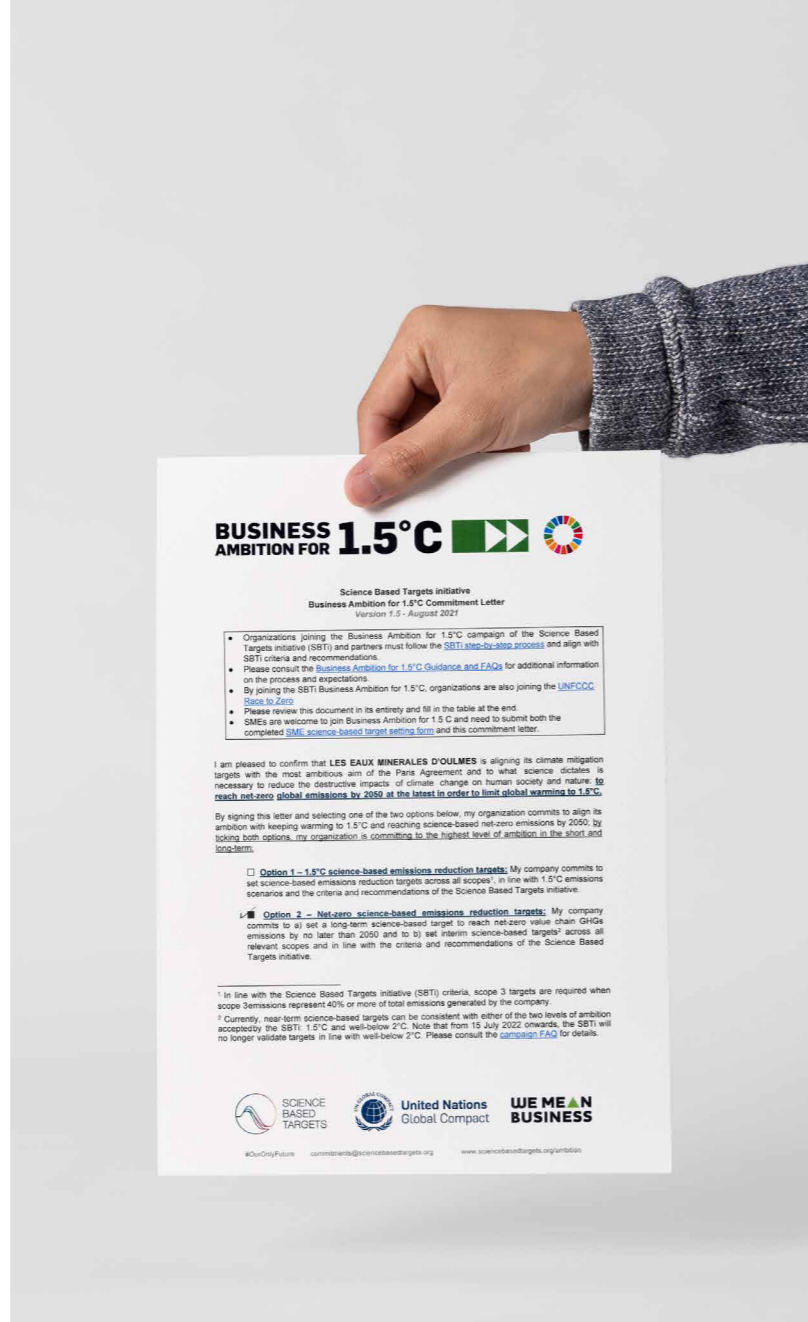 BUSINESS
AMBITION FOR 1.5°C
Science Based Targets initiative
Business Ambition for 1.5°C Commitment Letter
Version 1.5 - August 2021
• Organizations joining the Business Ambition for 1.5°C campaign of the Science Based
Targets initiative (SBTi) and partners must follow the SBTi step-by-step process and align with
SBTi criteria and recommendations.
• Please consult the Business Ambition for 1.5°C Guidance and FAQs for additional information
on the process and expectations.
• By joining the SBTi Business Ambition for 1.5°C, organizations are also joining the UNFCCC
Race to Zero
• Please review this document in its entirety and fill in the table at the end.
• SMEs are welcome to join Business Ambition for 1.5 C and need to submit both the
completed SME science-based target setting form and this commitment letter.
I am pleased to confirm that LES EAUX MINERALES D'OULMES is aligning its climate mitigation
targets with the most ambitious aim of the Paris Agreement and to what science dictates is
necessary to reduce the destructive impacts of climate change on human society and nature: to
reach net-zero global emissions by 2050 at the latest in order to limit global warming to 1.5°C.
By signing this letter and selecting one of the two options below, my organization commits to align its
ambition with keeping warming to 1.5°C and reaching science-based net-zero emissions by 2050; by
ticking both options, my organization is committing to the highest level of ambition in the short and
long-term:
☐ Option 1 – 1.5°C science-based emissions reduction targets: My company commits to
set science-based emissions reduction targets across all scopes¹, in line with 1.5°C emissions
scenarios and the criteria and recommendations of the Science Based Targets initiative.
■ Option 2 – Net-zero science-based emissions reduction targets: My company
commits to a) set a long-term science-based target to reach net-zero value chain GHGs
emissions by no later than 2050 and to b) set interim science-based targets² across all
relevant scopes and in line with the criteria and recommendations of the Science Based
Targets initiative.
¹ In line with the Science Based Targets initiative (SBTi) criteria, scope 3 targets are required when
scope 3emissions represent 40% or more of total emissions generated by the company.
² Currently, near-term science-based targets can be consistent with either of the two levels of ambition
acceptedby the SBTi: 1.5°C and well-below 2°C. Note that from 15 July 2022 onwards, the SBTi will
no longer validate targets in line with well-below 2°C. Please consult the campaign FAQ for details.
SCIENCE
BASED
TARGETS
UN GLOBAL COMPACT
United Nations
Global Compact
WE MEAN
BUSINESS
#OurOnlyFuture commitments@sciencebasedtargets.org www.sciencebasedtargets.org/ambition